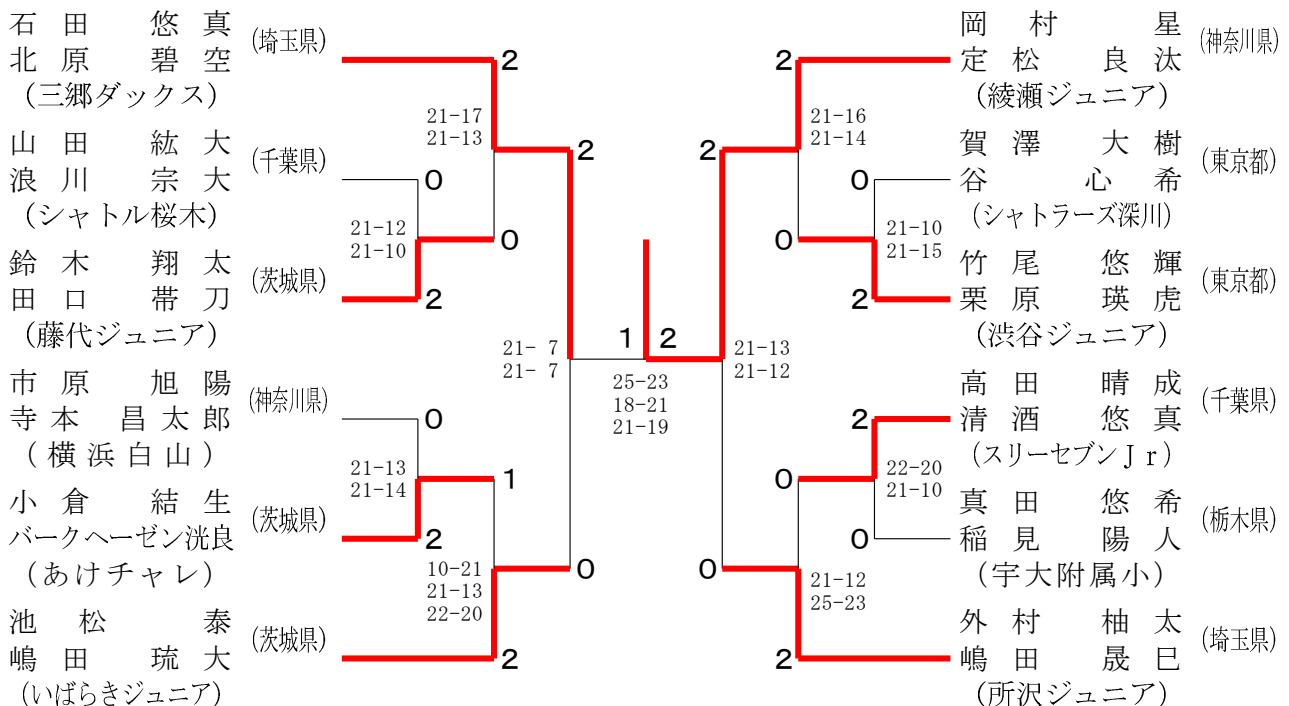 石田 悠真
北原 碧空
(三郷ダックス)
(埼玉県)
山田 紘大
浪川 宗大
(シャトル桜木)
(千葉県)
鈴木 翔太
田口 帯刀
(藤代ジュニア)
(茨城県)
市原 旭陽
寺本 昌太郎
(横浜白山)
(神奈川県)
小倉 結生
バークヘーゼン洸良
(あけチャレ)
(茨城県)
池松 泰
嶋田 琉大
(いばらきジュニア)
(茨城県)
2
21-17
21-13
2
0
21-12
21-10
0
2
21- 7
21- 7
0
21-13
21-14
1
2
10-21
21-13
22-20
0
2
1 2
25-23
18-21
21-19
2
21-16
21-14
2
0
21-10
21-15
0
2
21-13
21-12
2
22-20
21-10
0
0
21-12
25-23
0
2
岡村 星
定松 良汰
(綾瀬ジュニア)
(神奈川県)
賀澤 大樹
谷 心希
(シャトラーズ深川)
(東京都)
竹尾 悠輝
栗原 瑛虎
(渋谷ジュニア)
(東京都)
高田 晴成
清酒 悠真
(スリーセブンJr)
(千葉県)
真田 悠希
稲見 陽人
(宇大附属小)
(栃木県)
外村 柚太
嶋田 晟巳
(所沢ジュニア)
(埼玉県)